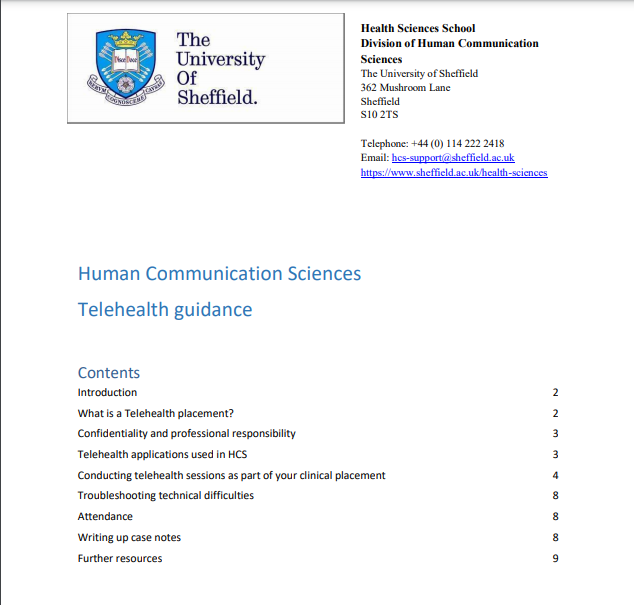 The
University
Of
Sheffield.
Disce Doce
RERVM
COGNOSCERE
CAVSAS
Health Sciences School
Division of Human Communication
Sciences
The University of Sheffield
362 Mushroom Lane
Sheffield
S10 2TS
Telephone: +44 (0) 114 222 2418
Email: hcs-support@sheffield.ac.uk
https://www.sheffield.ac.uk/health-sciences
Human Communication Sciences
Telehealth guidance
Contents
Introduction 2
What is a Telehealth placement? 2
Confidentiality and professional responsibility 3
Telehealth applications used in HCS 3
Conducting telehealth sessions as part of your clinical placement 4
Troubleshooting technical difficulties 8
Attendance 8
Writing up case notes 8
Further resources 9